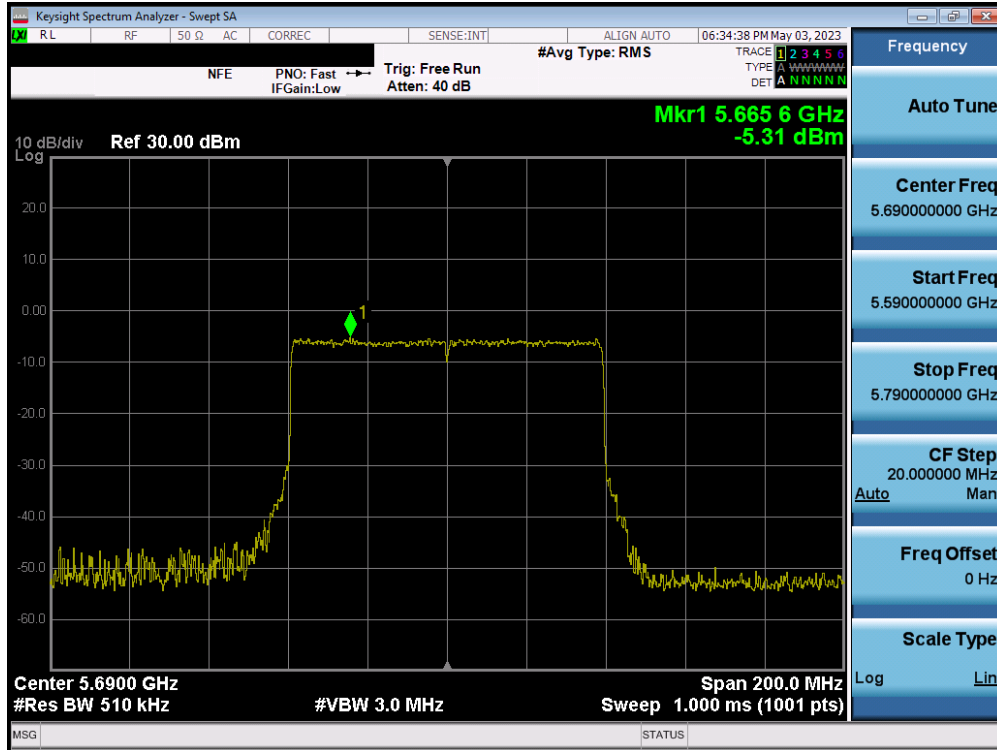 Keysight Spectrum Analyzer - Swept SA
LXI RL RF 50 Ω AC CORREC SENSE:INT ALIGN AUTO 06:34:38 PM May 03, 2023
NFE PNO: Fast Trig: Free Run #Avg Type: RMS TRACE 1 2 3 4 5 6
IFGain:Low Atten: 40 dB TYPE A WWWWW
DET A N N N N N
Mkr1 5.665 6 GHz
-5.31 dBm
10 dB/div Ref 30.00 dBm
Log
20.0
10.0
0.00
1
-10.0
-20.0
-30.0
-40.0
-50.0
-60.0
Center 5.6900 GHz Span 200.0 MHz
#Res BW 510 kHz #VBW 3.0 MHz Sweep 1.000 ms (1001 pts)
MSG STATUS
Frequency
Auto Tune
Center Freq
5.690000000 GHz
Start Freq
5.590000000 GHz
Stop Freq
5.790000000 GHz
CF Step
20.000000 MHz
Auto Man
Freq Offset
0 Hz
Scale Type
Log Lin